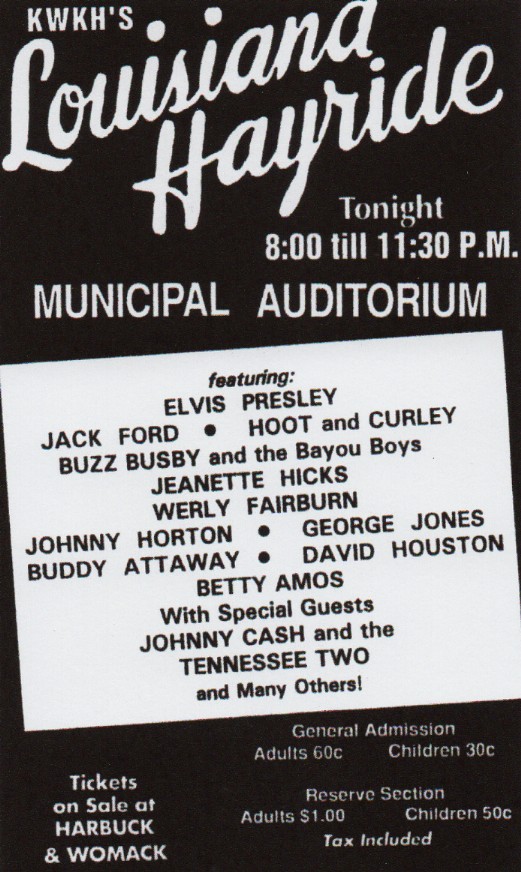 KWKH'S
Louisiana
Hayride
Tonight
8:00 till 11:30 P.M.
MUNICIPAL AUDITORIUM
featuring:
ELVIS PRESLEY
JACK FORD • HOOT and CURLEY
BUZZ BUSBY and the Bayou Boys
JEANETTE HICKS
WERLY FAIRBURN
JOHNNY HORTON • GEORGE JONES
BUDDY ATTAWAY • DAVID HOUSTON
BETTY AMOS
With Special Guests
JOHNNY CASH and the
TENNESSEE TWO
and Many Others!
General Admission
Adults 60c Children 30c
Reserve Section
Adults $1.00 Children 50c
Tax Included
Tickets
on Sale at
HARBUCK
& WOMACK